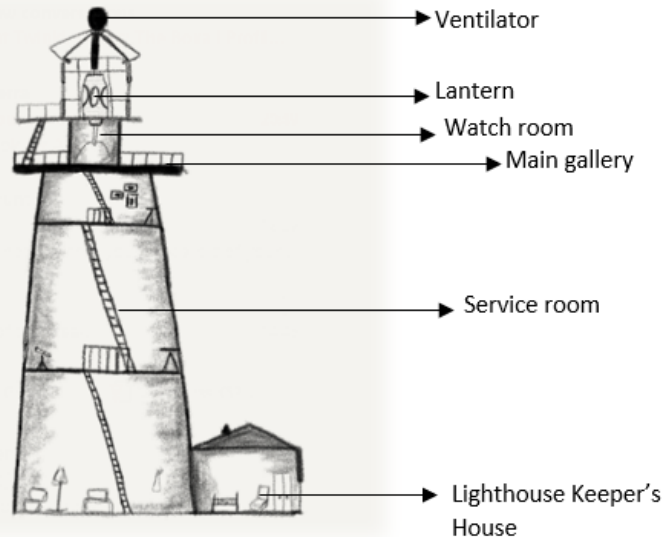 Ventilator
Lantern
Watch room
Main gallery
Service room
Lighthouse Keeper's
House